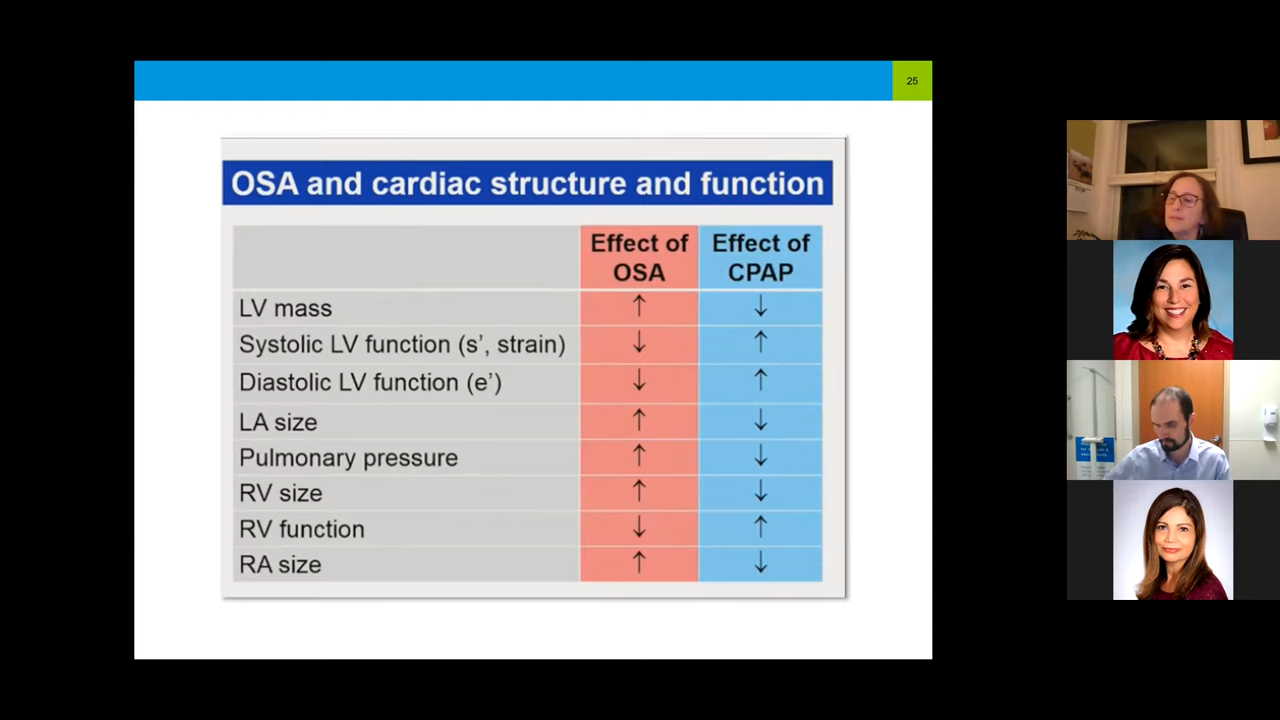 25
OSA and cardiac structure and function
Effect of OSA
Effect of CPAP
LV mass ↑ ↓
Systolic LV function (s’, strain) ↓ ↑
Diastolic LV function (e’) ↓ ↑
LA size ↑ ↓
Pulmonary pressure ↑ ↓
RV size ↑ ↓
RV function ↓ ↑
RA size ↑ ↓